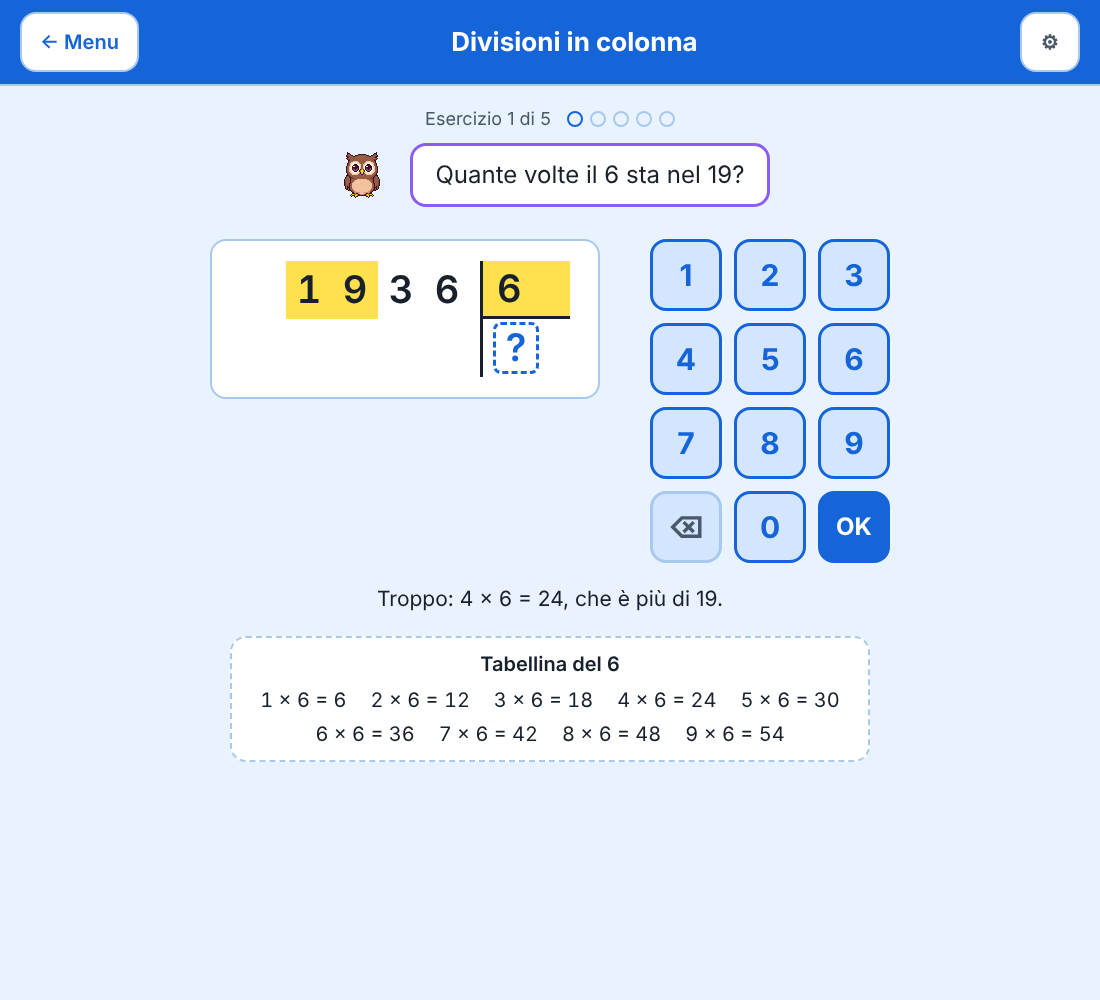 ← Menu
Divisioni in colonna
⚙
Esercizio 1 di 5
Quante volte il 6 sta nel 19?
1 9 3 6 6
?
1 2 3
4 5 6
7 8 9
⌫ 0 OK
Troppo: 4 × 6 = 24, che è più di 19.
Tabellina del 6
1 × 6 = 6 2 × 6 = 12 3 × 6 = 18 4 × 6 = 24 5 × 6 = 30
6 × 6 = 36 7 × 6 = 42 8 × 6 = 48 9 × 6 = 54